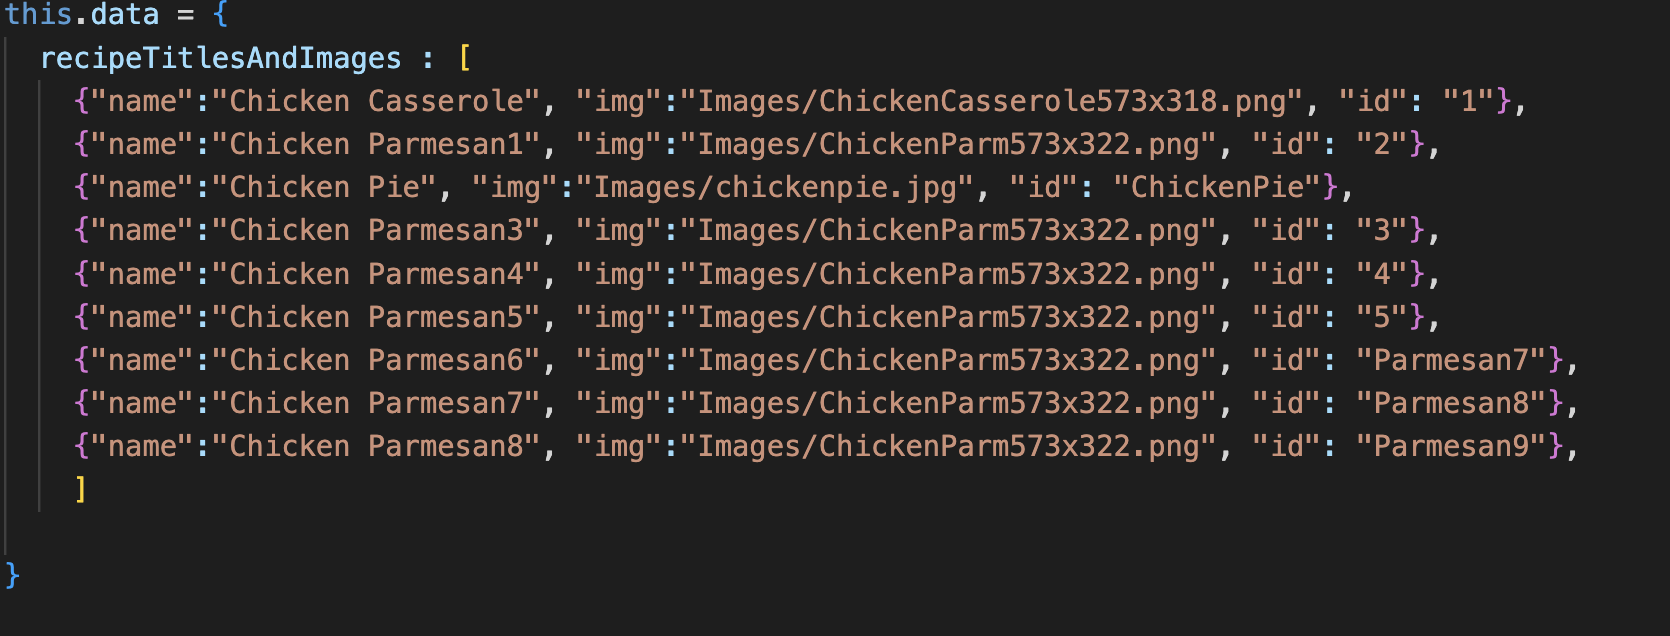 this.data = {
recipeTitlesAndImages : [
{"name":"Chicken Casserole", "img":"Images/ChickenCasserole573x318.png", "id": "1"},
{"name":"Chicken Parmesan1", "img":"Images/ChickenParm573x322.png", "id": "2"},
{"name":"Chicken Pie", "img":"Images/chickenpie.jpg", "id": "ChickenPie"},
{"name":"Chicken Parmesan3", "img":"Images/ChickenParm573x322.png", "id": "3"},
{"name":"Chicken Parmesan4", "img":"Images/ChickenParm573x322.png", "id": "4"},
{"name":"Chicken Parmesan5", "img":"Images/ChickenParm573x322.png", "id": "5"},
{"name":"Chicken Parmesan6", "img":"Images/ChickenParm573x322.png", "id": "Parmesan7"},
{"name":"Chicken Parmesan7", "img":"Images/ChickenParm573x322.png", "id": "Parmesan8"},
{"name":"Chicken Parmesan8", "img":"Images/ChickenParm573x322.png", "id": "Parmesan9"},
]
}